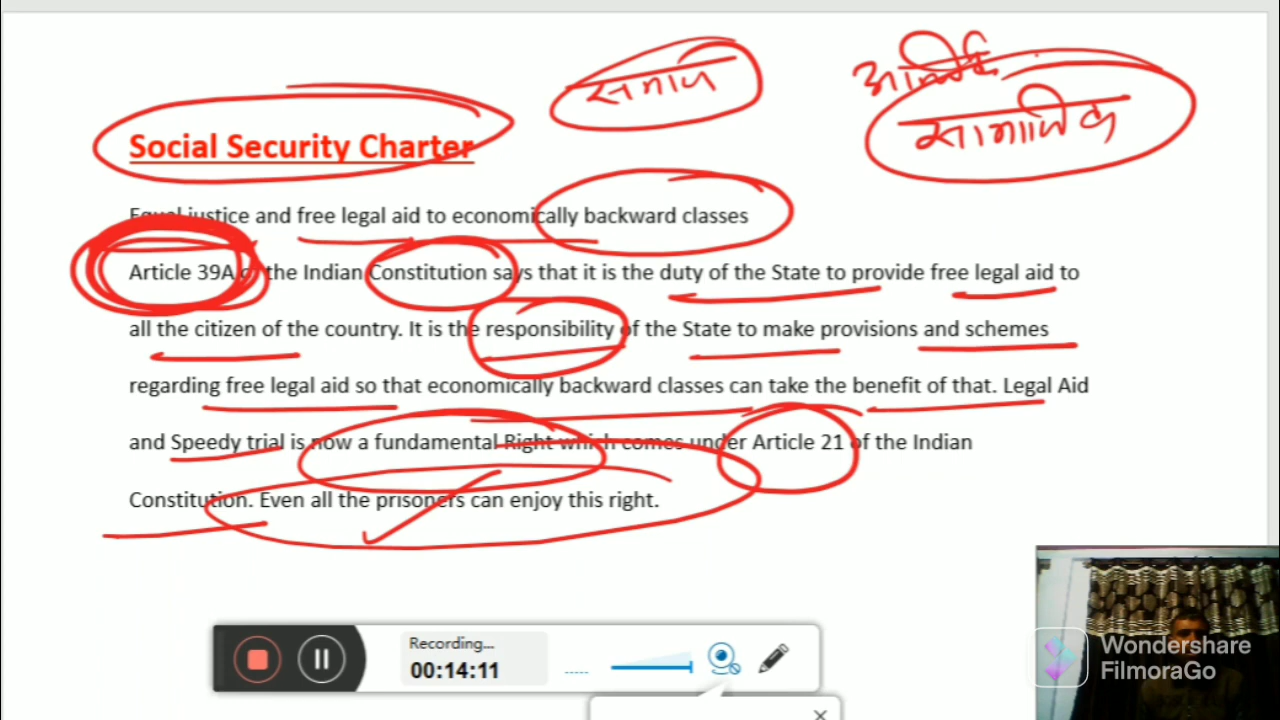 समाज
आर्थिक
सामाजिक
Social Security Charter
Equal justice and free legal aid to economically backward classes
Article 39A of the Indian Constitution says that it is the duty of the State to provide free legal aid to
all the citizen of the country. It is the responsibility of the State to make provisions and schemes
regarding free legal aid so that economically backward classes can take the benefit of that. Legal Aid
and Speedy trial is now a fundamental Right which comes under Article 21 of the Indian
Constitution. Even all the prisoners can enjoy this right.
Recording...
00:14:11
Wondershare
FilmoraGo